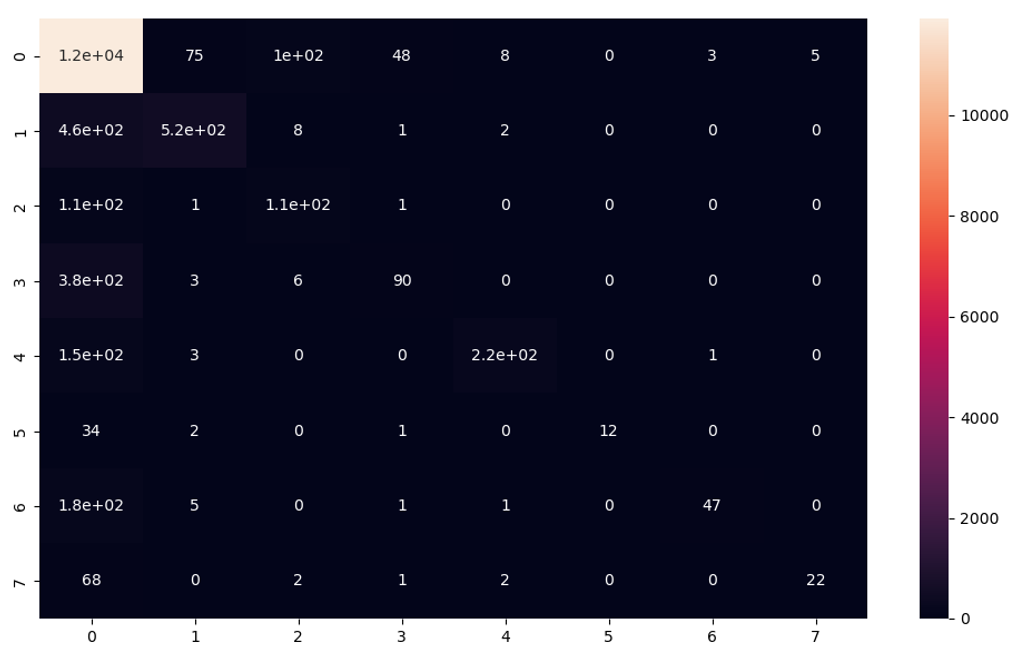 0 1.2e+04 75 1e+02 48 8 0 3 5
1 4.6e+02 5.2e+02 8 1 2 0 0 0
2 1.1e+02 1 1.1e+02 1 0 0 0 0
3 3.8e+02 3 6 90 0 0 0 0
4 1.5e+02 3 0 0 2.2e+02 0 1 0
5 34 2 0 1 0 12 0 0
6 1.8e+02 5 0 1 1 0 47 0
7 68 0 2 1 2 0 0 22
0 1 2 3 4 5 6 7
10000
8000
6000
4000
2000
0